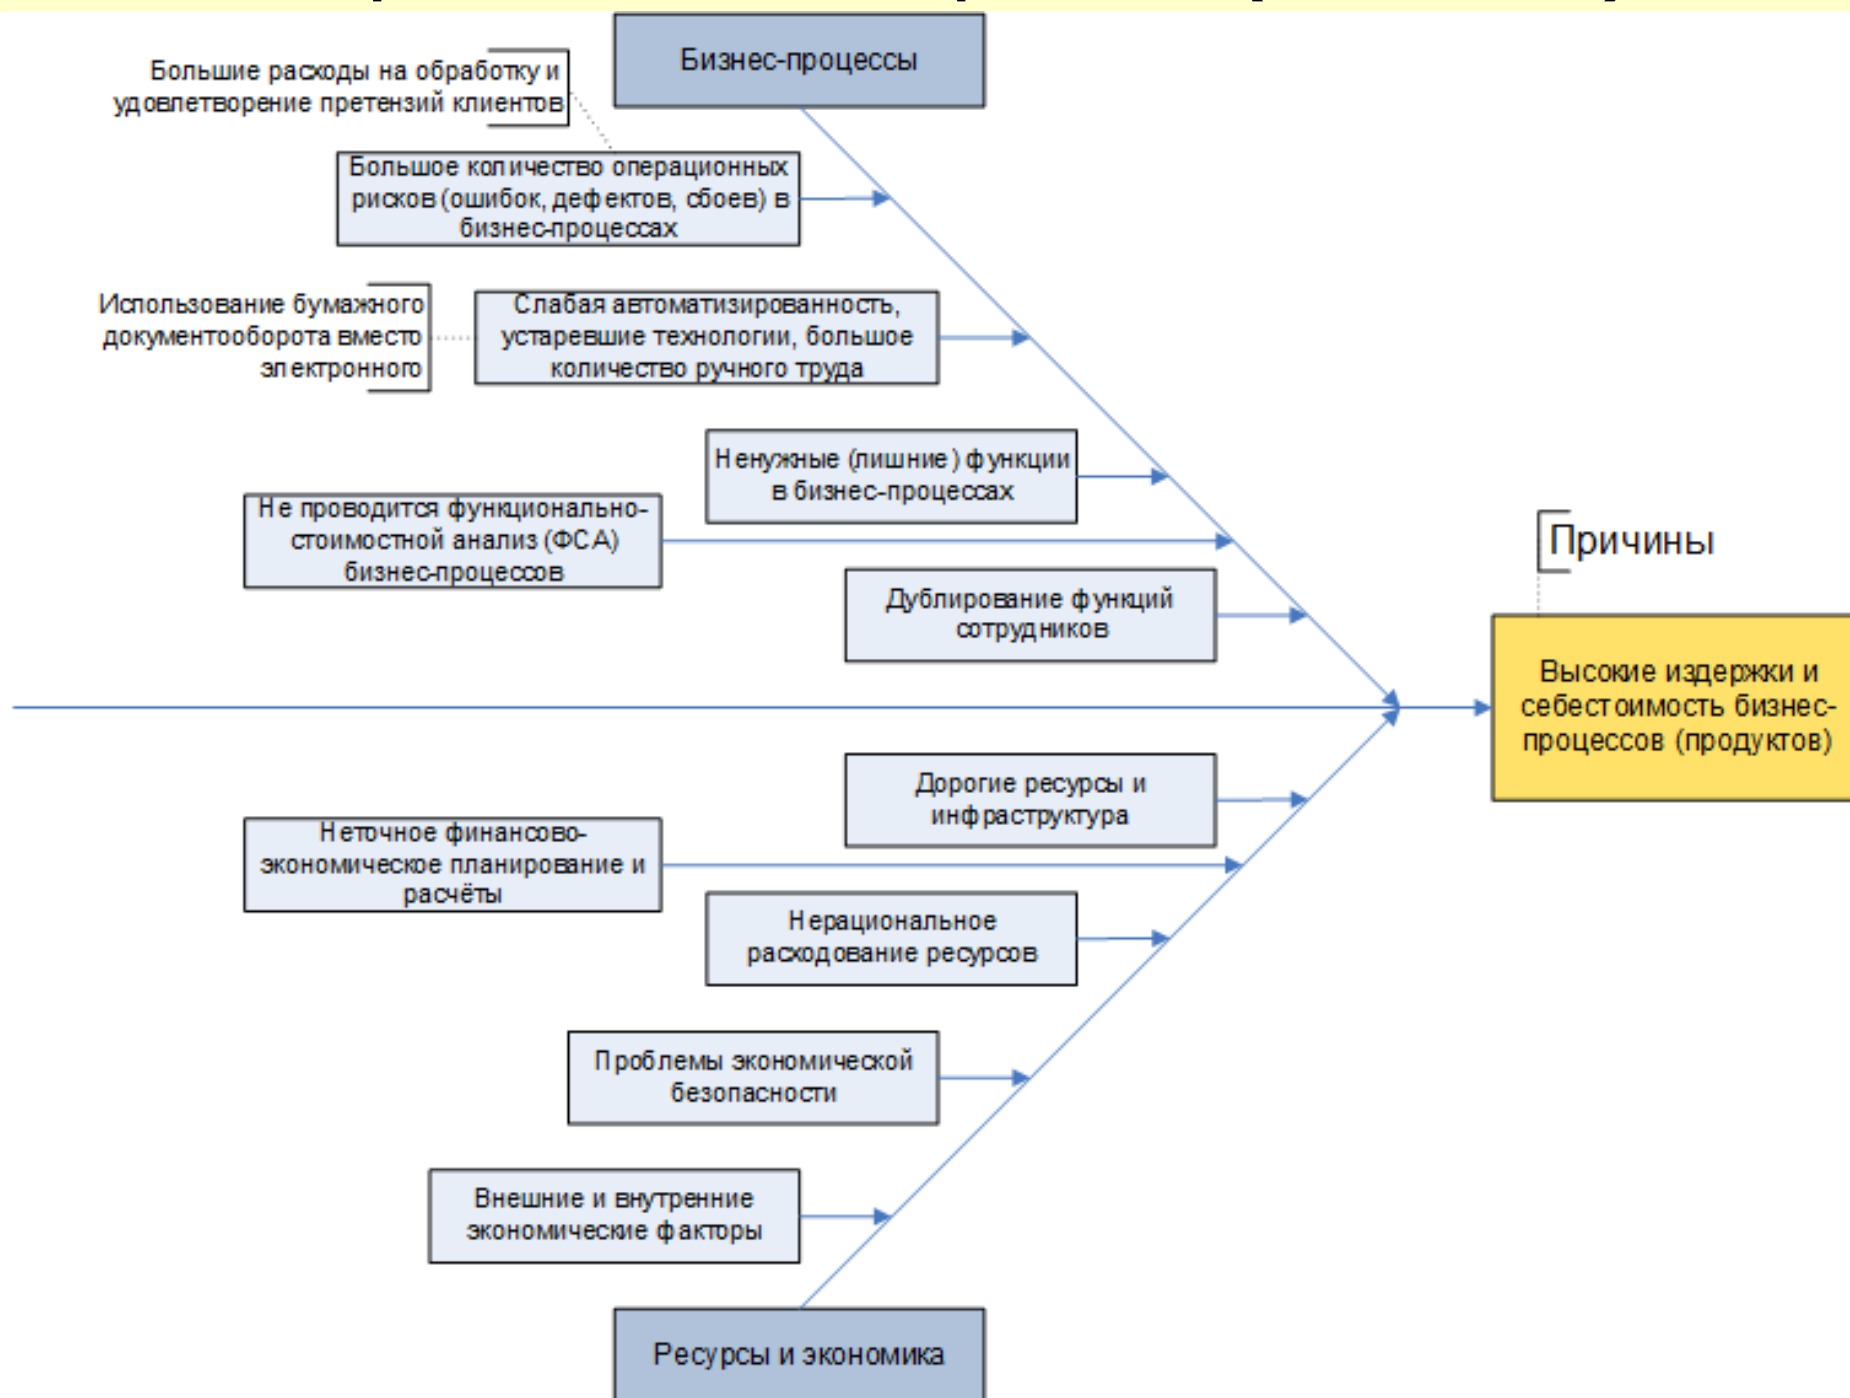 Бизнес-процессы
Большие расходы на обработку и
удовлетворение претензий клиентов
Большое количество операционных
рисков (ошибок, дефектов, сбоев) в
бизнес-процессах
Использование бумажного
документооборота вместо
электронного
Слабая автоматизированность,
устаревшие технологии, большое
количество ручного труда
Ненужные (лишние) функции
в бизнес-процессах
Не проводится функционально-
стоимостной анализ (ФСА)
бизнес-процессов
Дублирование функций
сотрудников
Причины
Высокие издержки и
себестоимость бизнес-
процессов (продуктов)
Дорогие ресурсы и
инфраструктура
Неточное финансово-
экономическое планирование и
расчёты
Нерациональное
расходование ресурсов
Проблемы экономической
безопасности
Внешние и внутренние
экономические факторы
Ресурсы и экономика